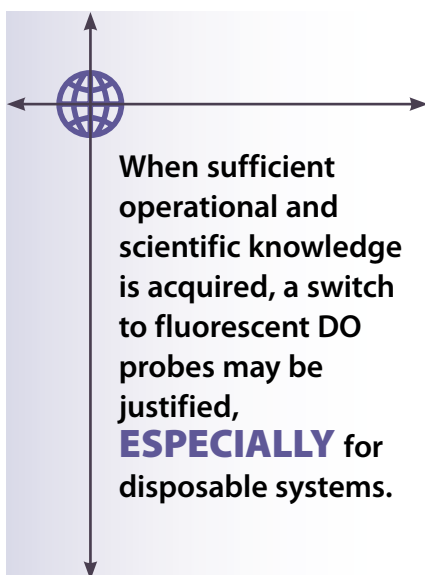 When sufficient
operational and
scientific knowledge
is acquired, a switch
to fluorescent DO
probes may be
justified,
ESPECIALLY for
disposable systems.